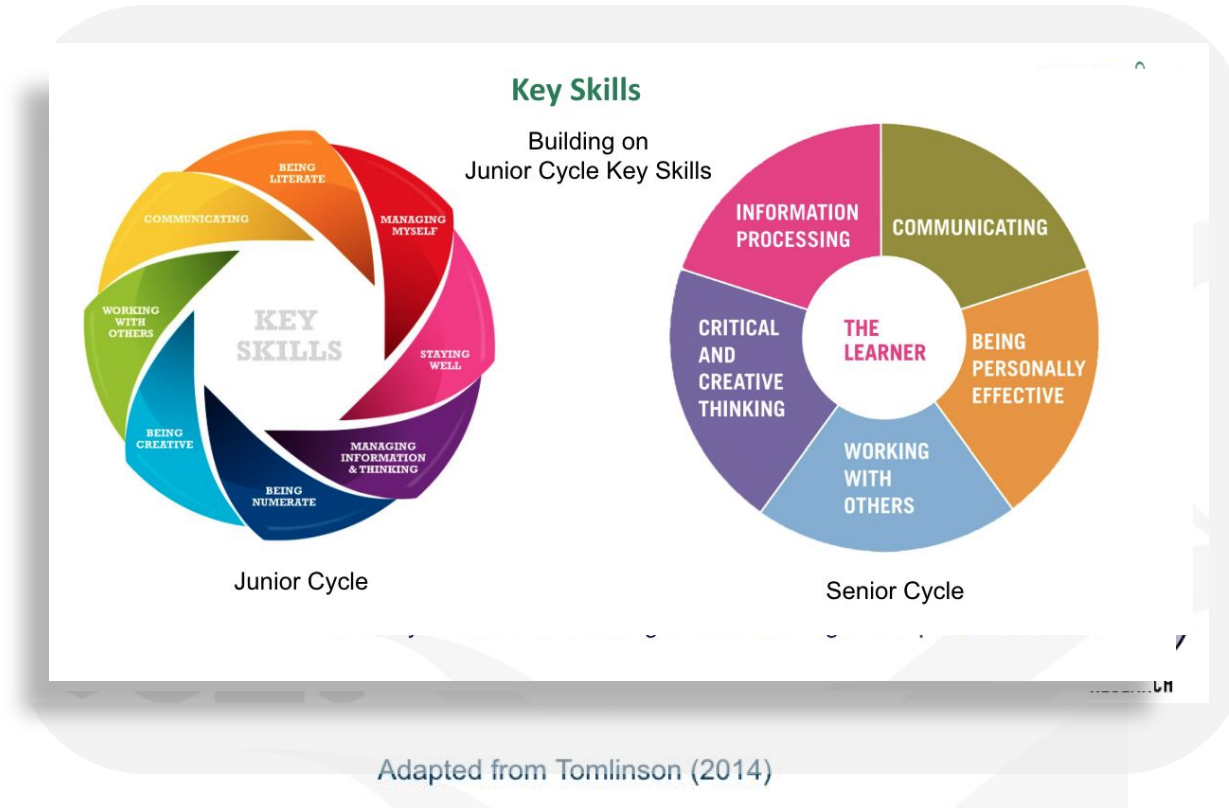 Key Skills
Building on
Junior Cycle Key Skills
BEING
LITERATE
MANAGING
MYSELF
STAYING
WELL
MANAGING
INFORMATION
& THINKING
BEING
NUMERATE
BEING
CREATIVE
WORKING
WITH
OTHERS
COMMUNICATING
KEY
SKILLS
Junior Cycle
INFORMATION
PROCESSING
COMMUNICATING
BEING
PERSONALLY
EFFECTIVE
WORKING
WITH
OTHERS
CRITICAL
AND
CREATIVE
THINKING
THE
LEARNER
Senior Cycle
Adapted from Tomlinson (2014)